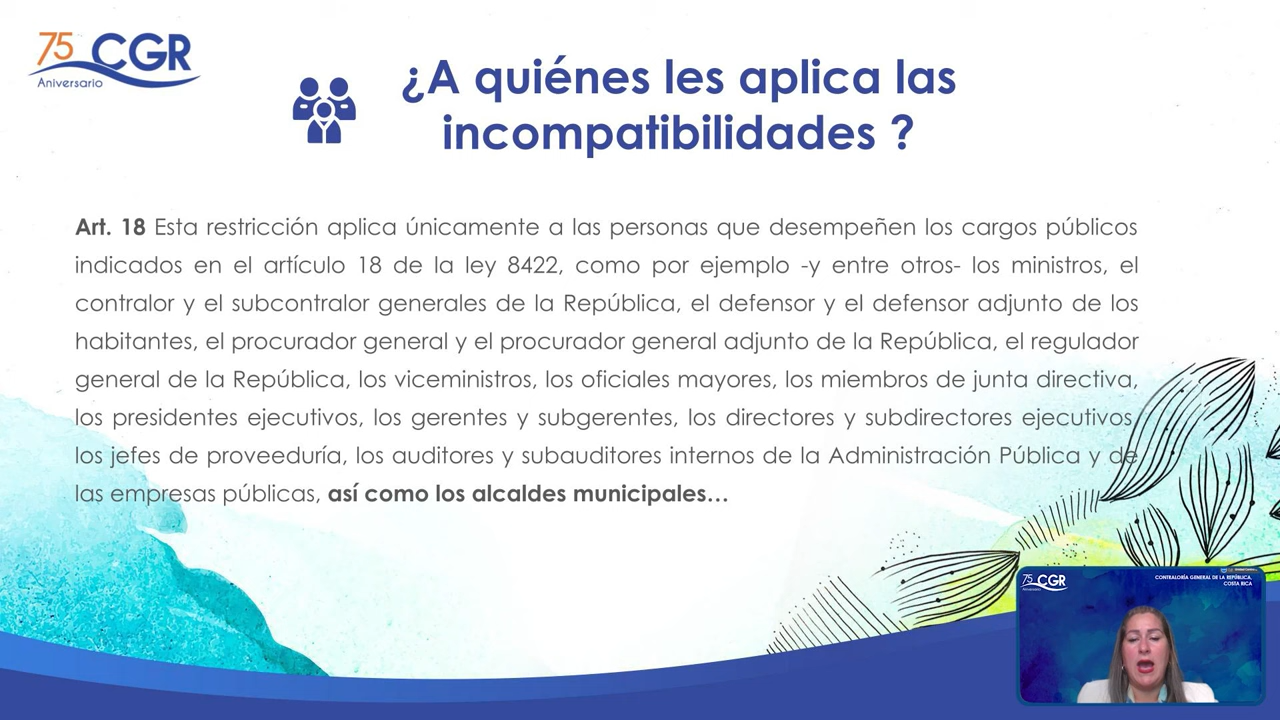 75 CGR
Aniversario
¿A quiénes les aplica las
incompatibilidades ?
Art. 18 Esta restricción aplica únicamente a las personas que desempeñen los cargos públicos
indicados en el artículo 18 de la ley 8422, como por ejemplo -y entre otros- los ministros, el
contralor y el subcontralor generales de la República, el defensor y el defensor adjunto de los
habitantes, el procurador general y el procurador general adjunto de la República, el regulador
general de la República, los viceministros, los oficiales mayores, los miembros de junta directiva,
los presidentes ejecutivos, los gerentes y subgerentes, los directores y subdirectores ejecutivos,
los jefes de proveeduría, los auditores y subauditores internos de la Administración Pública y de
las empresas públicas, así como los alcaldes municipales...
75 CGR
Aniversario
CONTRALORÍA GENERAL DE LA REPÚBLICA,
COSTA RICA